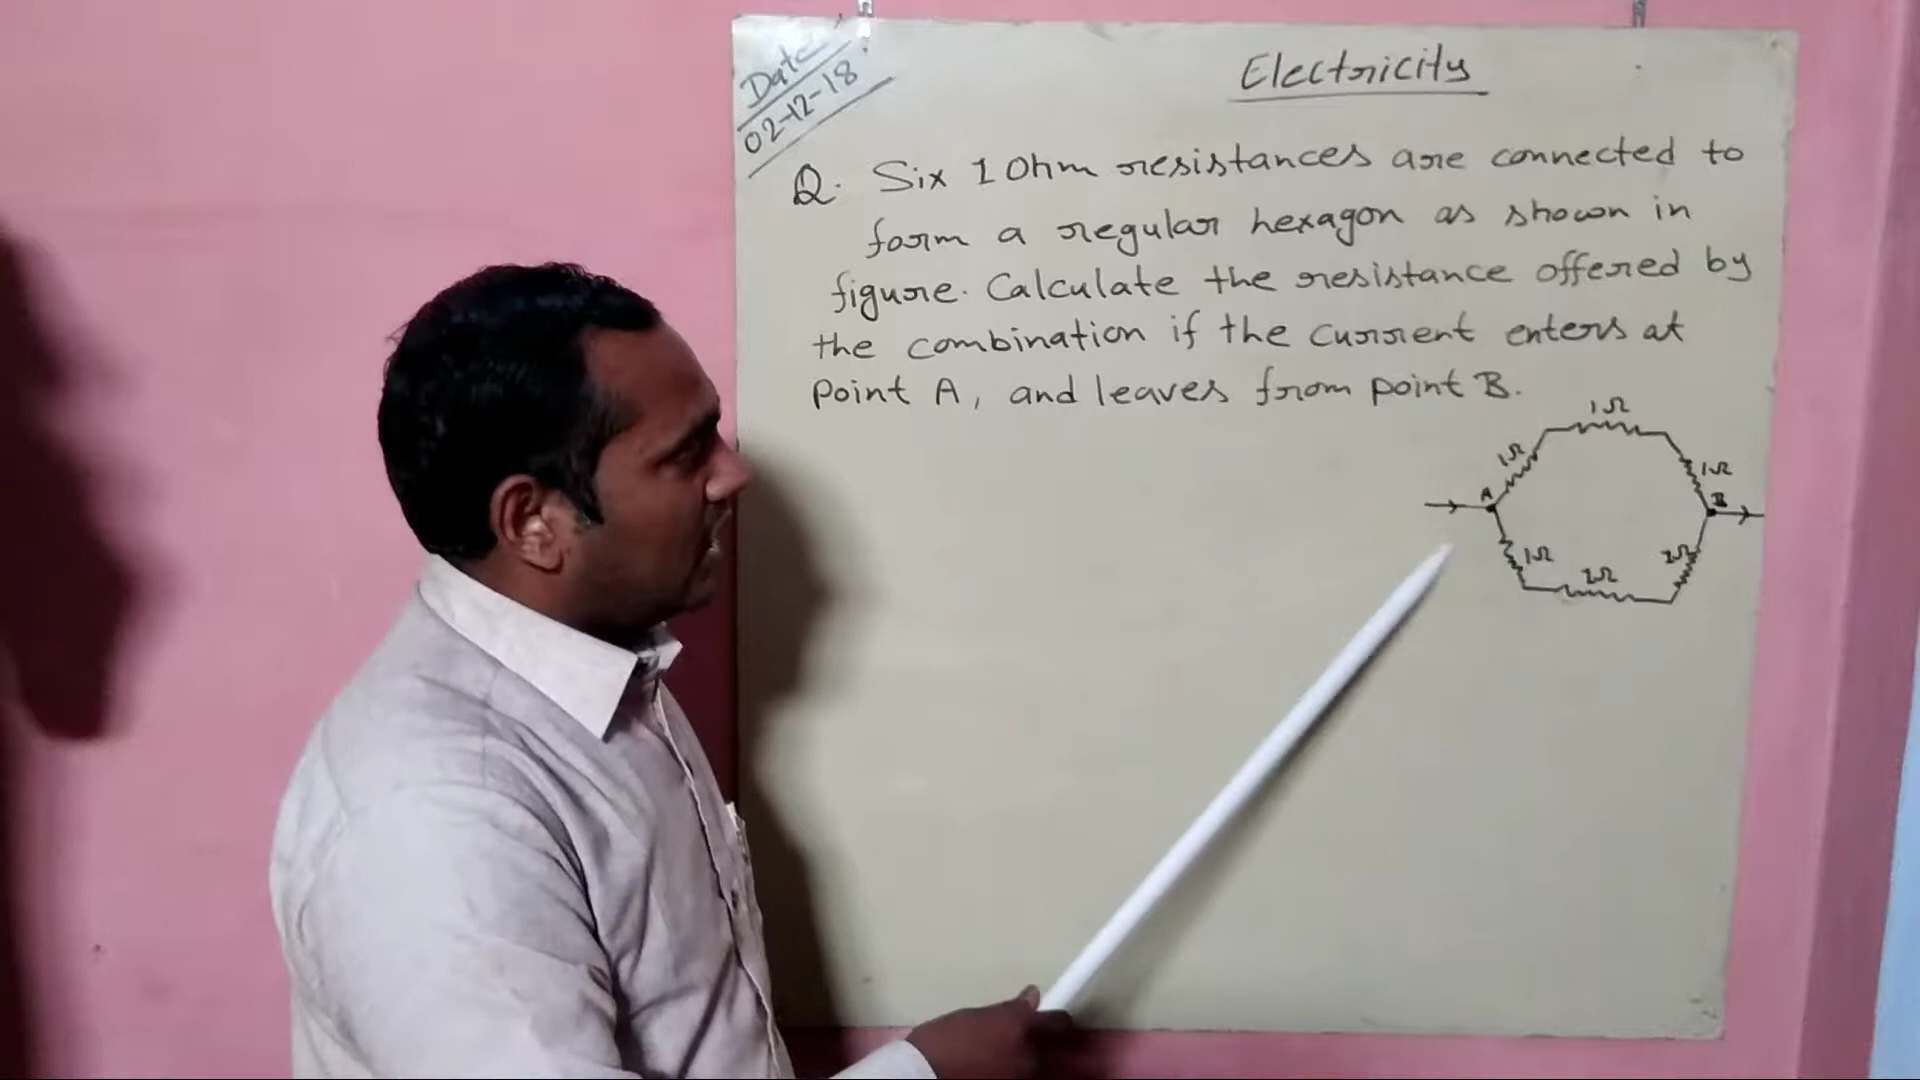 Date,
02-12-18
Electricity
Q. Six 1 Ohm resistances are connected to
form a regular hexagon as shown in
figure. Calculate the resistance offered by
the combination if the current enters at
Point A, and leaves from point B.
1Ω
1Ω
1Ω
A
B
1Ω
1Ω
1Ω